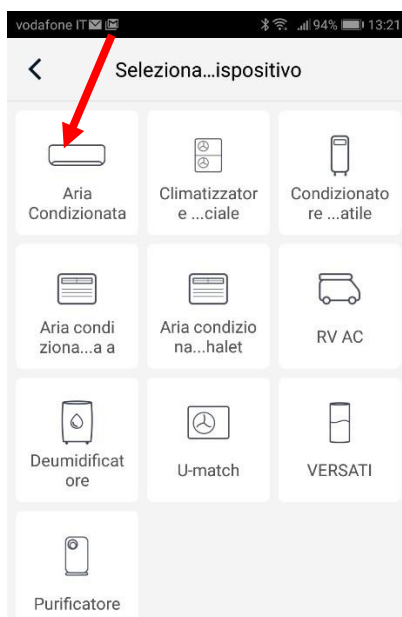 vodafone IT 94% 13:21
Seleziona...ispositivo
Aria
Condizionata
Climatizzator
e ...ciale
Condizionato
re ...atile
Aria condi
ziona...a a
Aria condizio
na...halet
RV AC
Deumidificat
ore
U-match
VERSATI
Purificatore